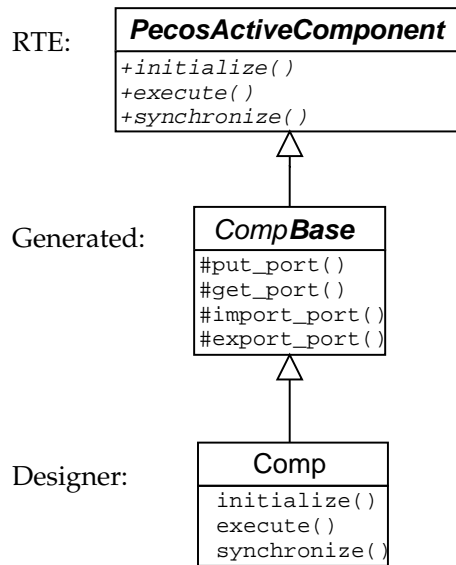 RTE:
PecosActiveComponent
+initialize()
+execute()
+synchronize()
Generated:
CompBase
#put_port()
#get_port()
#import_port()
#export_port()
Designer:
Comp
initialize()
execute()
synchronize()